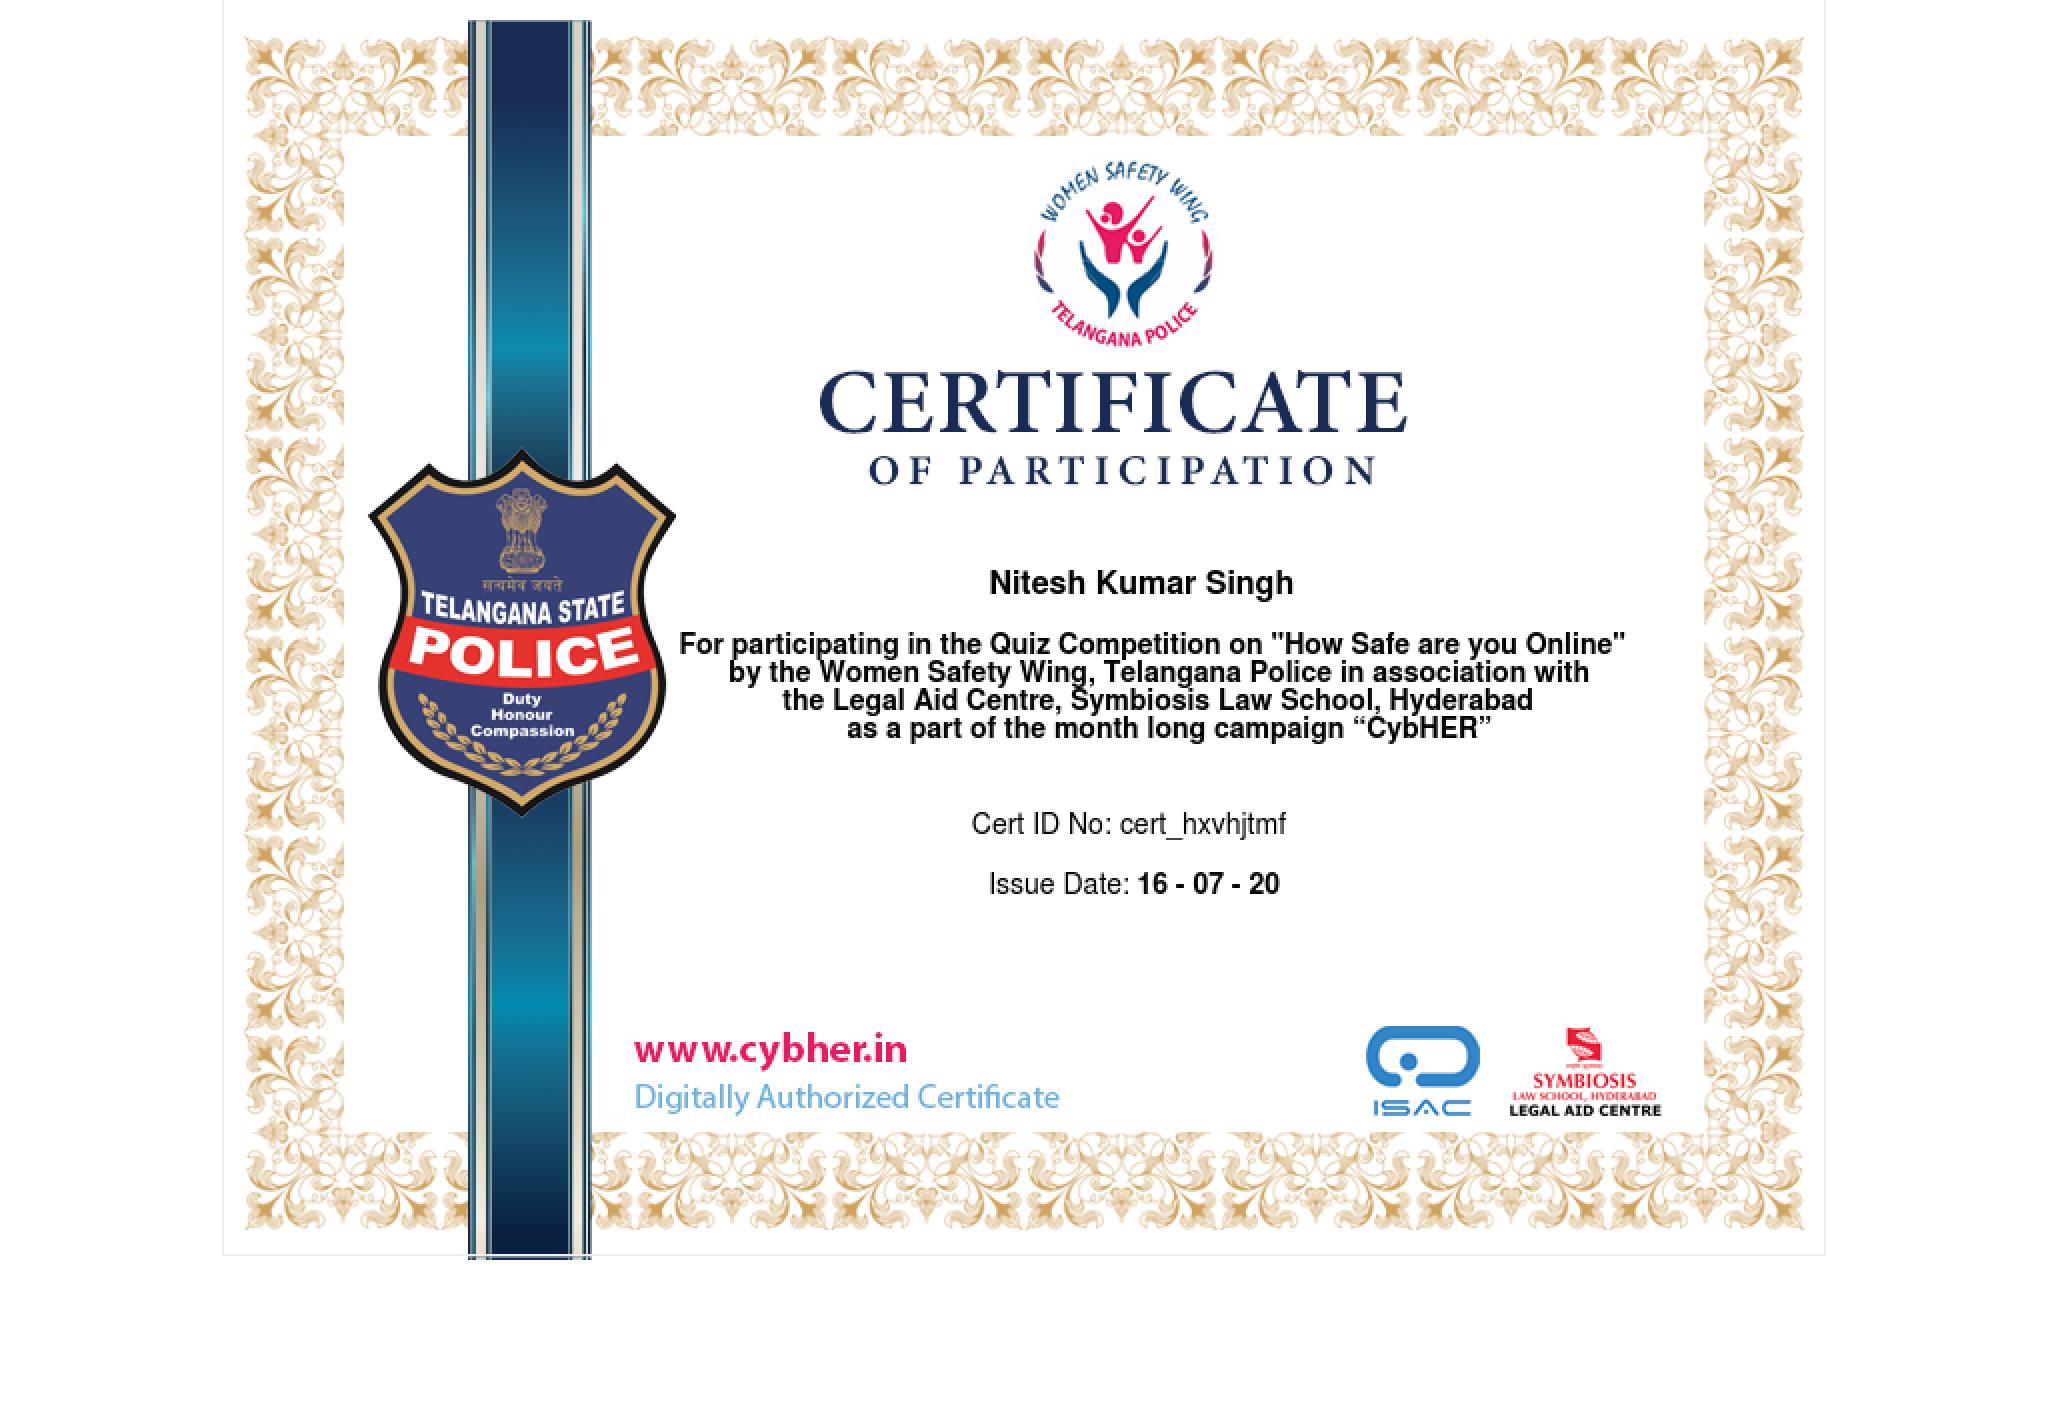 WOMEN SAFETY WING
TELANGANA POLICE
CERTIFICATE
OF PARTICIPATION
सत्यमेव जयते
TELANGANA STATE
POLICE
Duty
Honour
Compassion
Nitesh Kumar Singh
For participating in the Quiz Competition on "How Safe are you Online"
by the Women Safety Wing, Telangana Police in association with
the Legal Aid Centre, Symbiosis Law School, Hyderabad
as a part of the month long campaign “CybHER”
Cert ID No: cert_hxvhjtmf
Issue Date: 16 - 07 - 20
www.cybher.in
Digitally Authorized Certificate
ISAC
SYMBIOSIS
LAW SCHOOL, HYDERABAD
LEGAL AID CENTRE